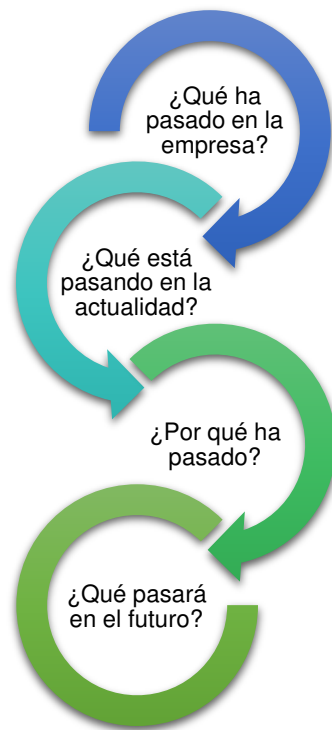 ¿Qué ha
pasado en la
empresa?
¿Qué está
pasando en la
actualidad?
¿Por qué ha
pasado?
¿Qué pasará
en el futuro?